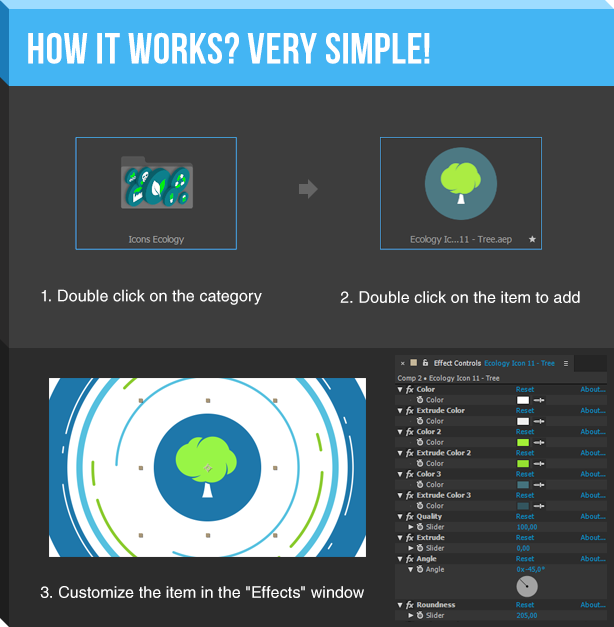 HOW IT WORKS? VERY SIMPLE!
Icons Ecology
Ecology Ic...11 - Tree.aep
1. Double click on the category
2. Double click on the item to add
Effect Controls Ecology Icon 11 - Tree
Comp 2 • Ecology Icon 11 - Tree
fx Color Reset About...
Color
fx Extrude Color Reset About...
Color
fx Color 2 Reset About...
Color
fx Extrude Color 2 Reset About...
Color
fx Color 3 Reset About...
Color
fx Extrude Color 3 Reset About...
Color
fx Quality Reset About...
Slider 100,00
fx Extrude Reset About...
Slider 0,00
fx Angle Reset About...
Angle 0x -45,0°
fx Roundness Reset About...
Slider 205,00
3. Customize the item in the "Effects" window